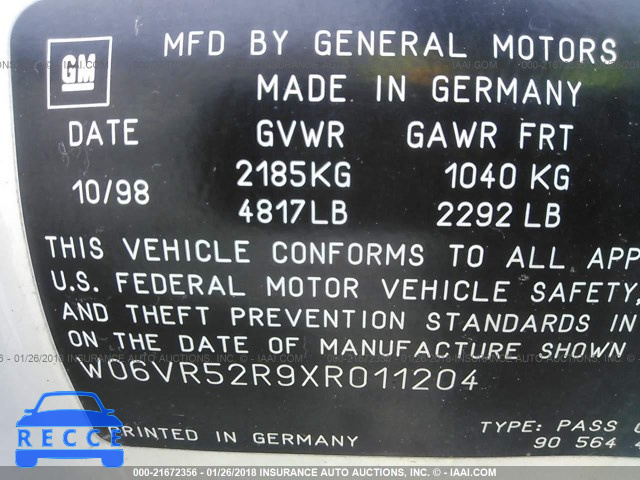 GM
MFD BY GENERAL MOTORS
MADE IN GERMANY
DATE GVWR GAWR FRT
10/98 2185KG 1040 KG
4817LB 2292 LB
THIS VEHICLE CONFORMS TO ALL APP
U.S. FEDERAL MOTOR VEHICLE SAFETY,
AND THEFT PREVENTION STANDARDS IN
ON THE DATE OF MANUFACTURE SHOWN
W06VR52R9XR011204
TYPE: PASS
PRINTED IN GERMANY 90 564
RECCE
000-21672356 - 01/26/2018 INSURANCE AUTO AUCTIONS - WWW.IAAI.COM